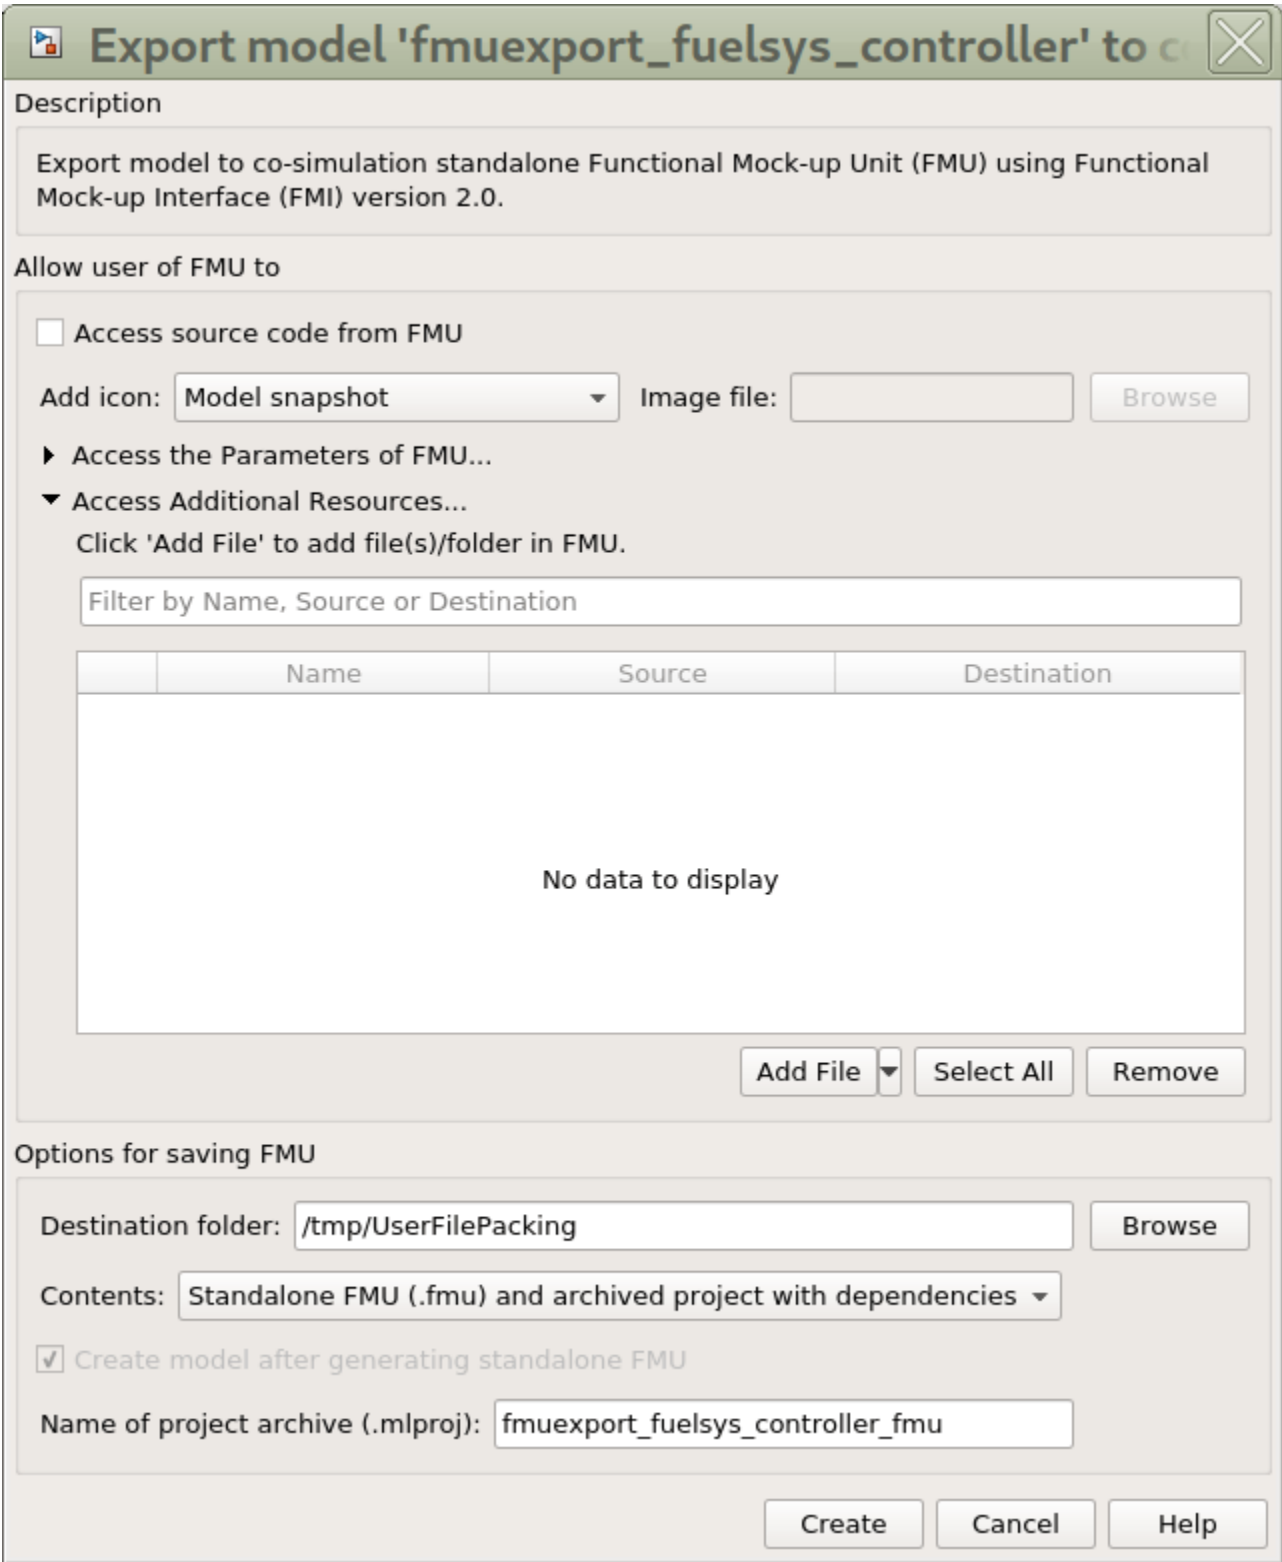 Export model 'fmuexport_fuelsys_controller' to
Description
Export model to co-simulation standalone Functional Mock-up Unit (FMU) using Functional
Mock-up Interface (FMI) version 2.0.
Allow user of FMU to
Access source code from FMU
Add icon: Model snapshot Image file: Browse
Access the Parameters of FMU...
Access Additional Resources...
Click 'Add File' to add file(s)/folder in FMU.
Filter by Name, Source or Destination
Name Source Destination
No data to display
Add File Select All Remove
Options for saving FMU
Destination folder: /tmp/UserFilePacking Browse
Contents: Standalone FMU (.fmu) and archived project with dependencies
Create model after generating standalone FMU
Name of project archive (.mlproj): fmuexport_fuelsys_controller_fmu
Create Cancel Help